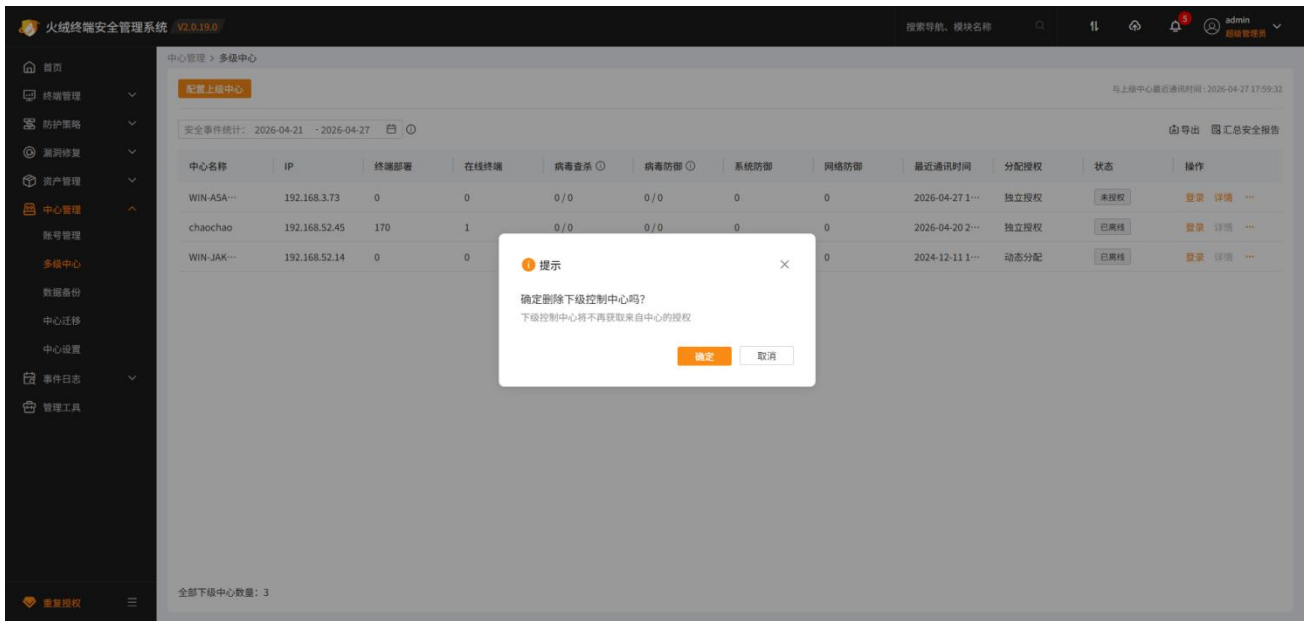 火绒终端安全管理系统 V2.0.19.0
搜索导航、模块名称
5
admin
超级管理员
首页
终端管理
防护策略
漏洞修复
资产管理
中心管理
账号管理
多级中心
数据备份
中心迁移
中心设置
事件日志
管理工具
重复授权
中心管理 > 多级中心
配置上级中心
与上级中心最近通讯时间:2026-04-27 17:59:32
安全事件统计: 2026-04-21 - 2026-04-27
导出 汇总安全报告
中心名称 IP 终端部署 在线终端 病毒查杀 病毒防御 系统防御 网络防御 最近通讯时间 分配授权 状态 操作
WIN-A5A··· 192.168.3.73 0 0 0/0 0/0 0 0 2026-04-27 1··· 独立授权 未授权 登录 详情 ···
chaochao 192.168.52.45 170 1 0/0 0/0 0 0 2026-04-20 2··· 独立授权 已离线 登录 详情 ···
WIN-JAK··· 192.168.52.14 0 0 0 2024-12-11 1··· 动态分配 已离线 登录 详情 ···
提示
确定删除下级控制中心吗?
下级控制中心将不再获取来自中心的授权
确定 取消
全部下级中心数量: 3